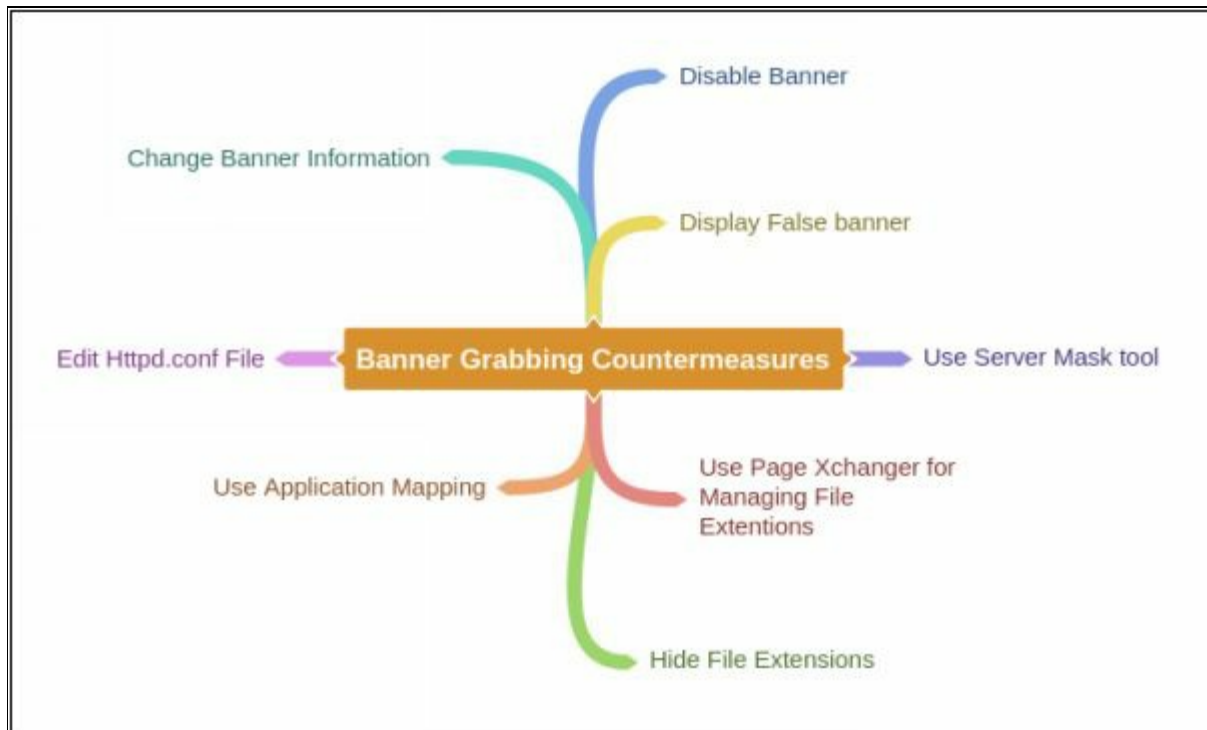 Disable Banner
Change Banner Information
Display False banner
Edit Httpd.conf File
Banner Grabbing Countermeasures
Use Server Mask tool
Use Application Mapping
Use Page Xchanger for
Managing File
Extentions
Hide File Extensions